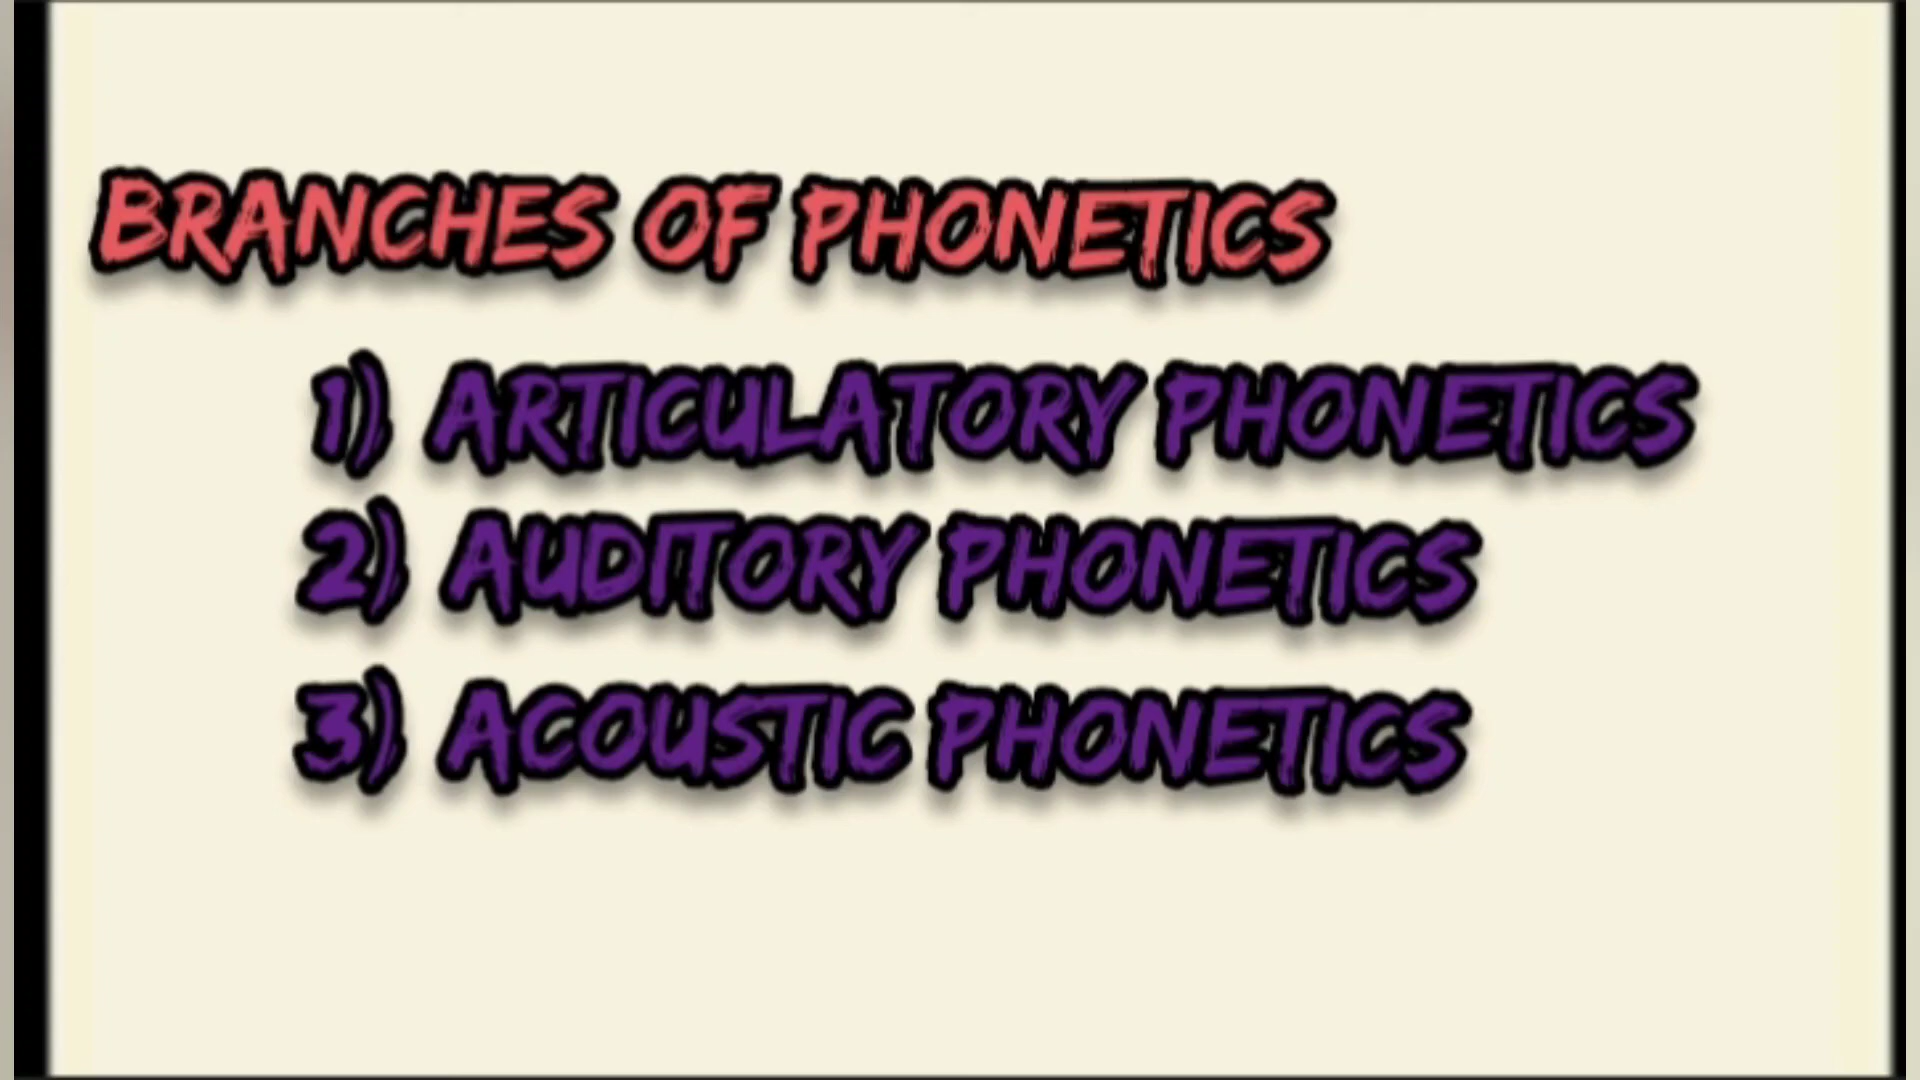 BRANCHES OF PHONETICS
1) ARTICULATORY PHONETICS
2) AUDITORY PHONETICS
3) ACOUSTIC PHONETICS